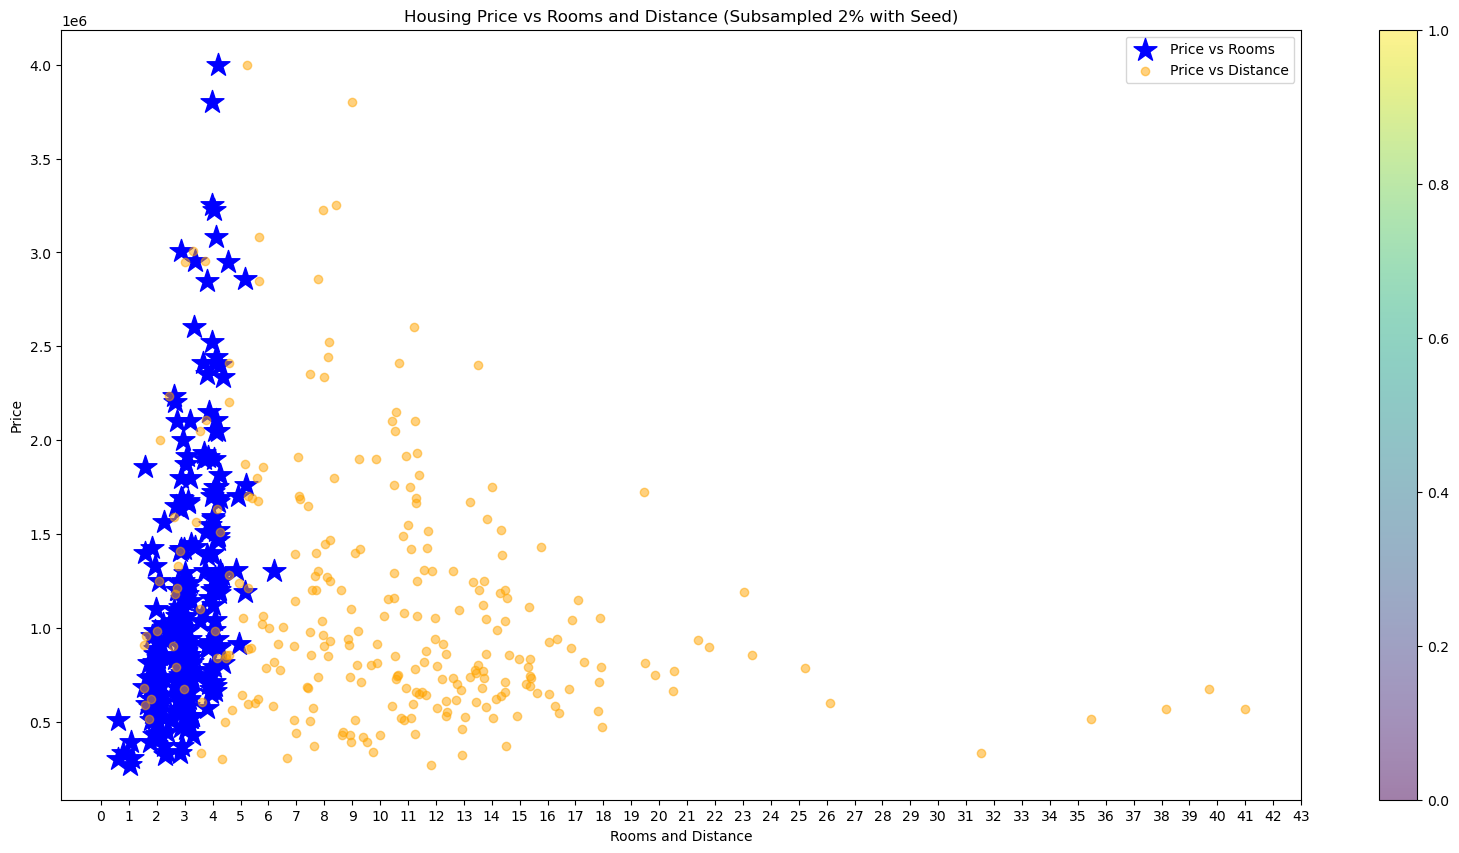 Housing Price vs Rooms and Distance (Subsampled 2% with Seed)
1e6
Price vs Rooms
Price vs Distance
4.0
3.5
3.0
2.5
2.0
1.5
1.0
0.5
Price
0 1 2 3 4 5 6 7 8 9 10 11 12 13 14 15 16 17 18 19 20 21 22 23 24 25 26 27 28 29 30 31 32 33 34 35 36 37 38 39 40 41 42 43
Rooms and Distance
1.0
0.8
0.6
0.4
0.2
0.0